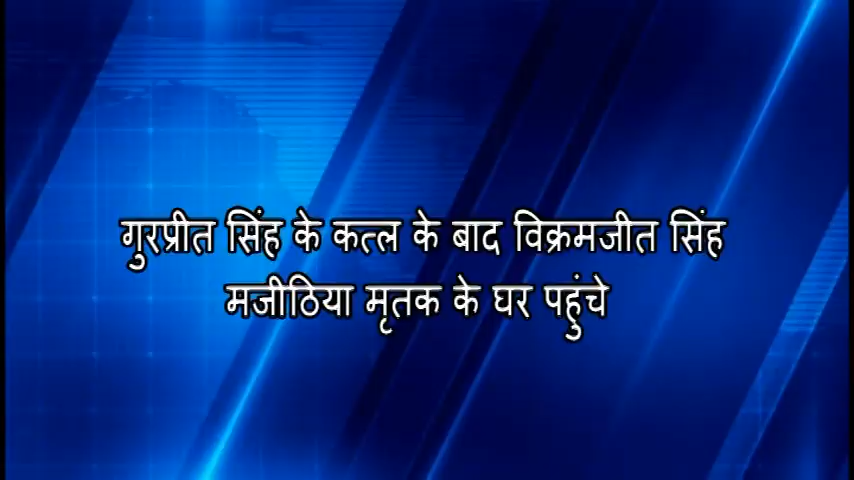 गुरप्रीत सिंह के कत्ल के बाद विक्रमजीत सिंह
मजीठिया मृतक के घर पहुंचे